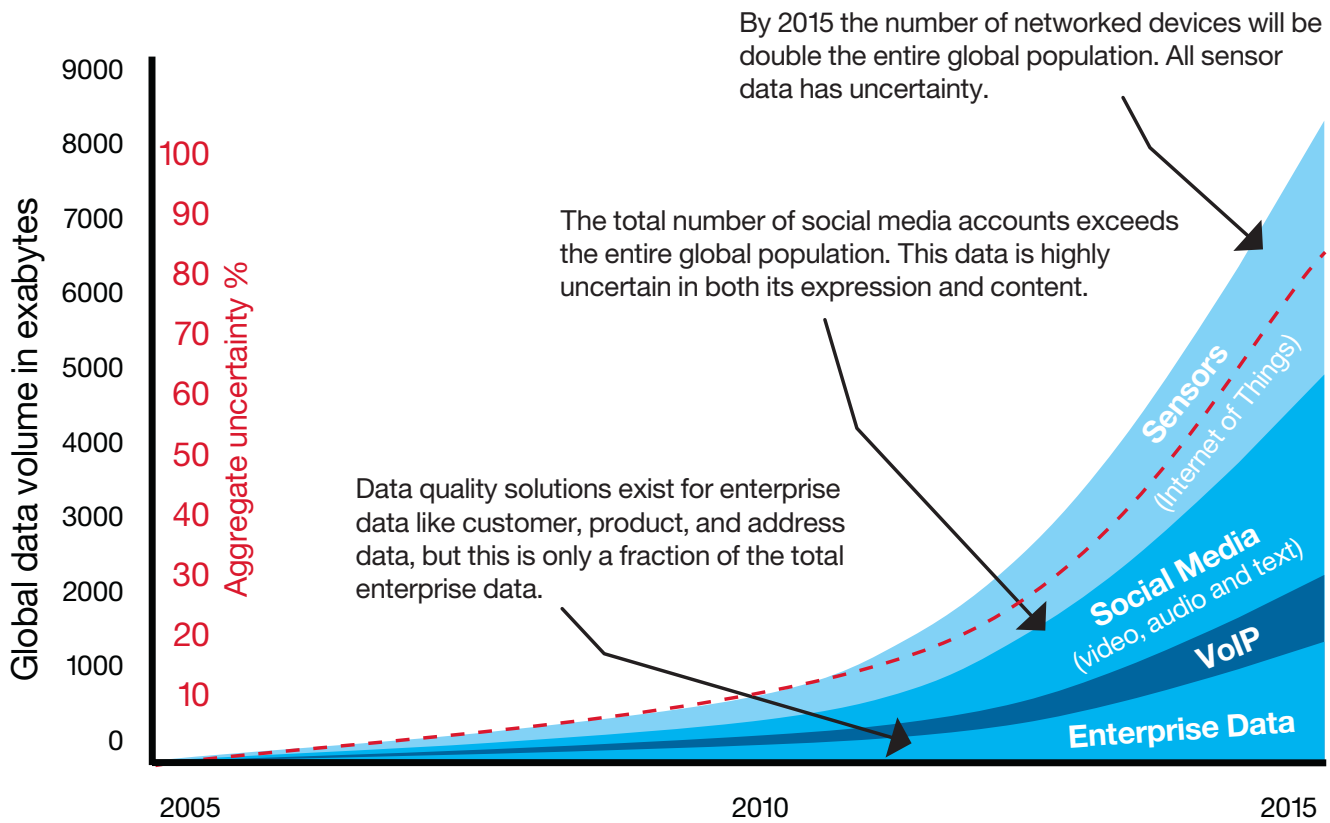 By 2015 the number of networked devices will be
double the entire global population. All sensor
data has uncertainty.
The total number of social media accounts exceeds
the entire global population. This data is highly
uncertain in both its expression and content.
Data quality solutions exist for enterprise
data like customer, product, and address
data, but this is only a fraction of the total
enterprise data.
Global data volume in exabytes
9000
8000
7000
6000
5000
4000
3000
2000
1000
0
Aggregate uncertainty %
100
90
80
70
60
50
40
30
20
10
Sensors
(Internet of Things)
Social Media
(video, audio and text)
VoIP
Enterprise Data
2005
2010
2015